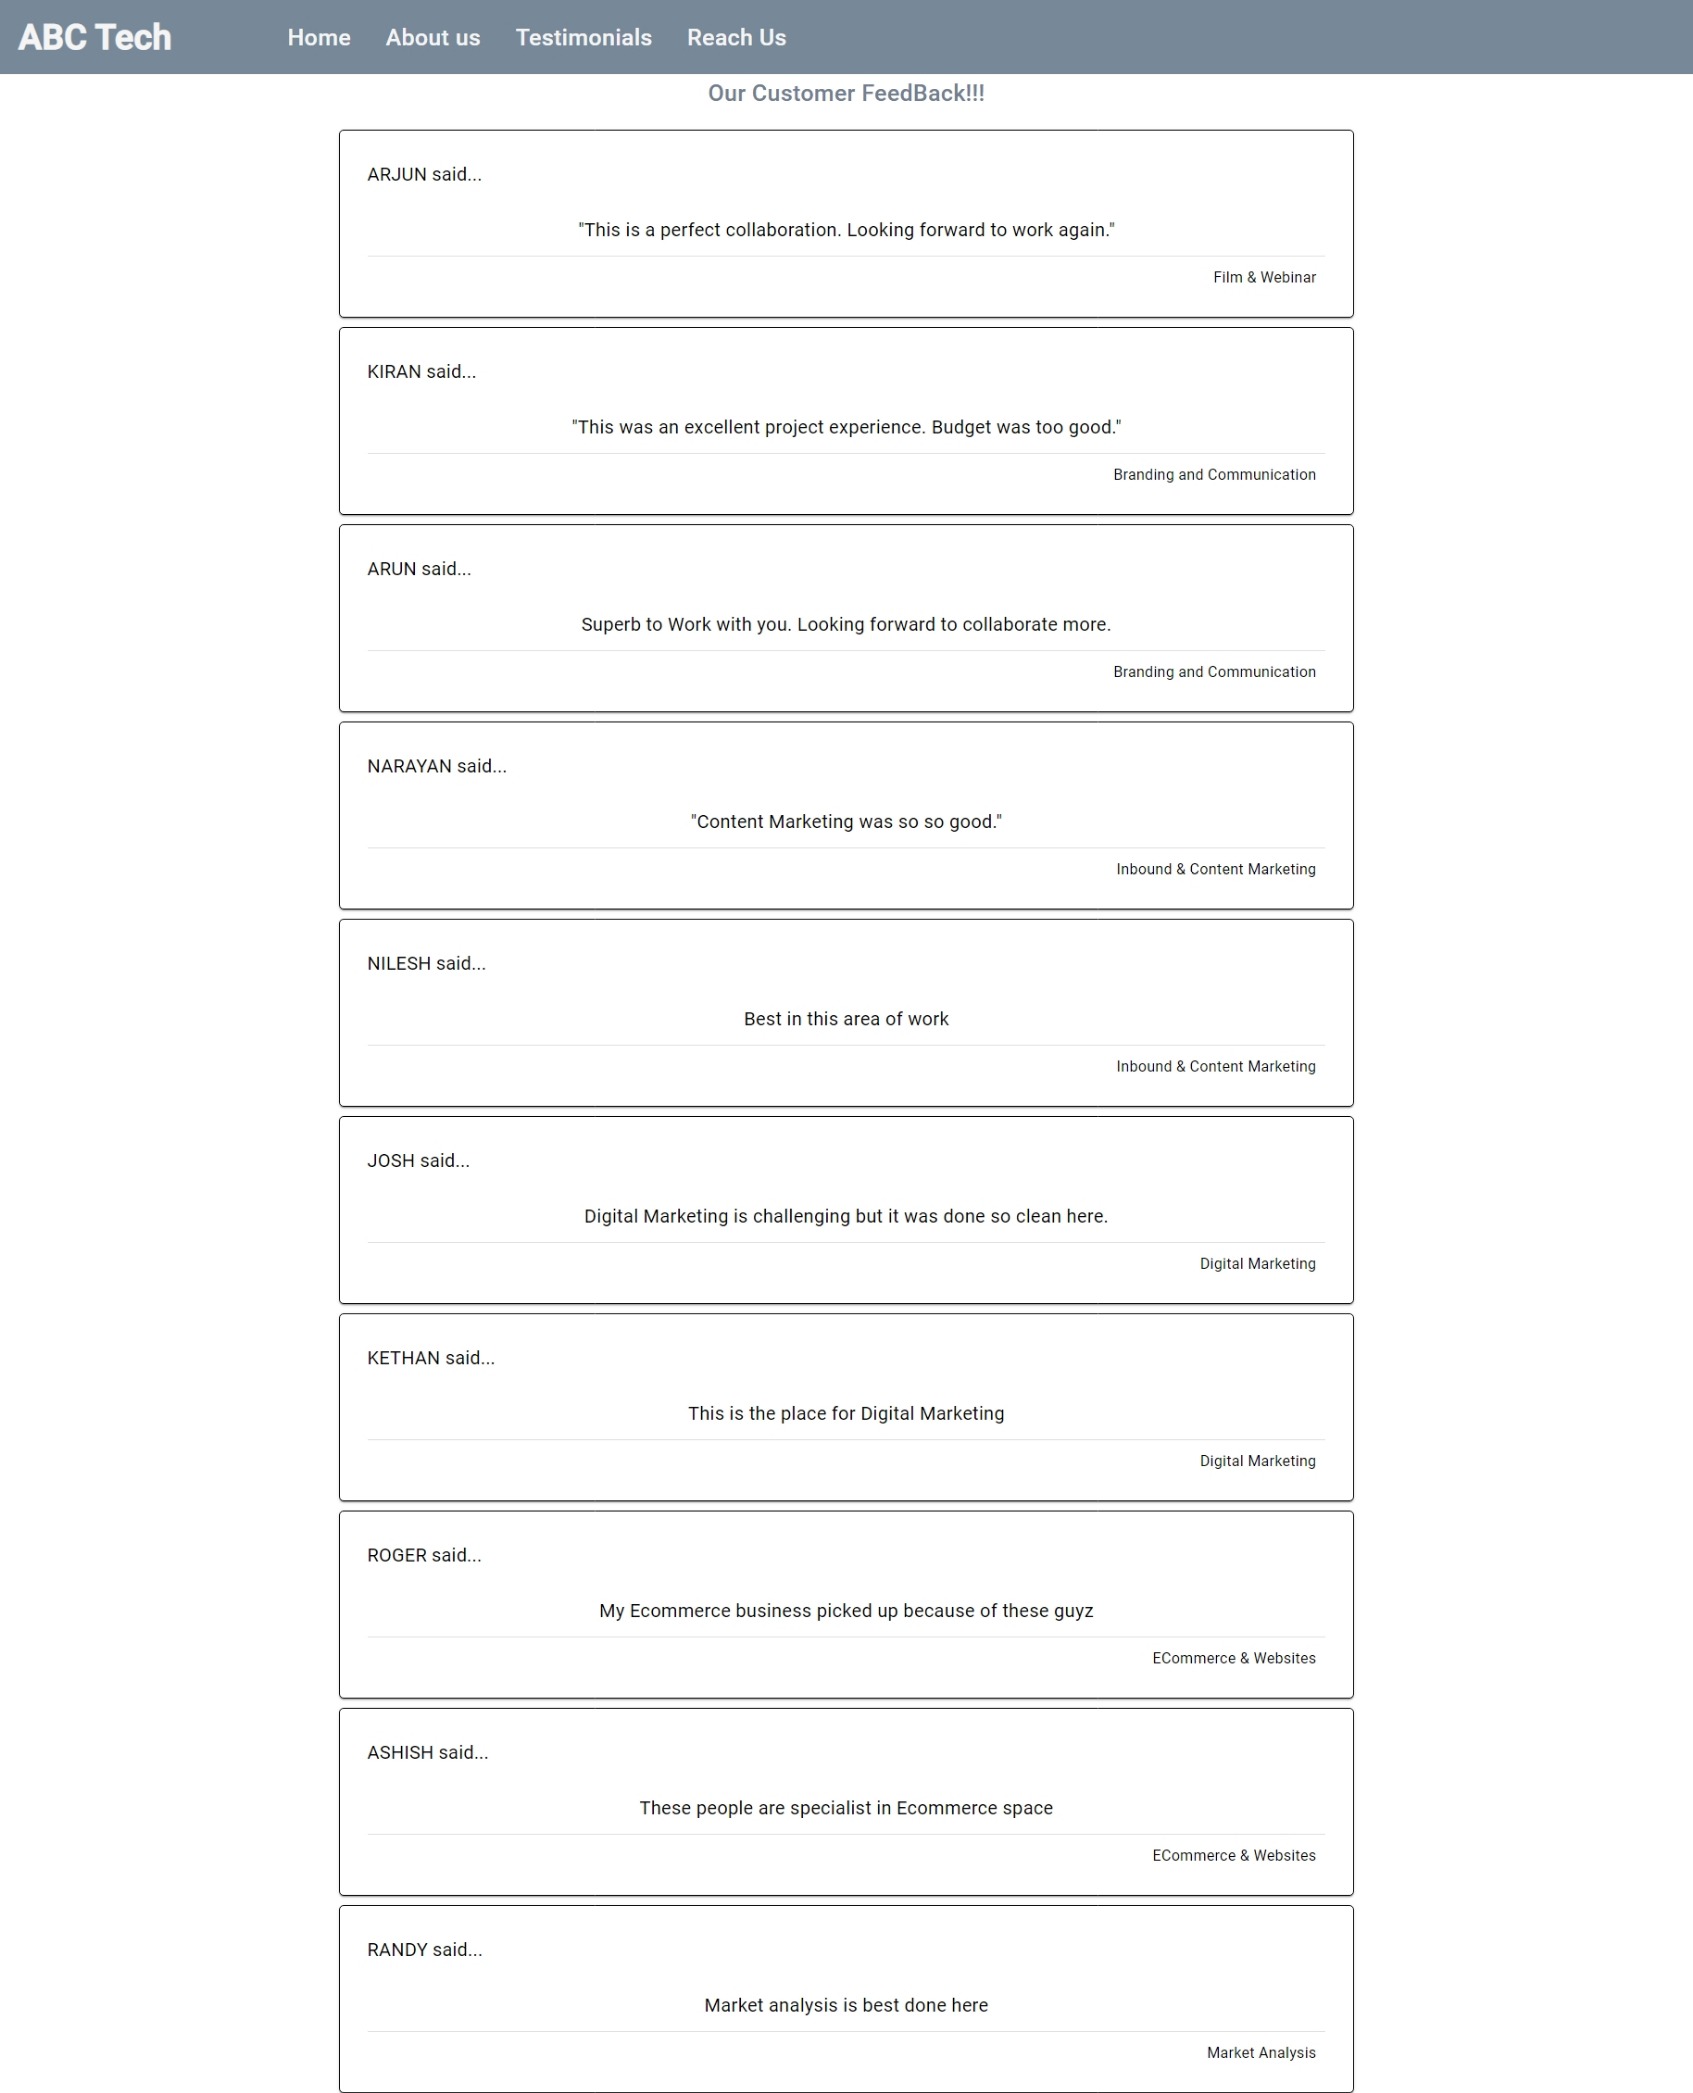 ABC Tech
Home About us Testimonials Reach Us
Our Customer FeedBack!!!
ARJUN said...
"This is a perfect collaboration. Looking forward to work again."
Film & Webinar
KIRAN said...
"This was an excellent project experience. Budget was too good."
Branding and Communication
ARUN said...
Superb to Work with you. Looking forward to collaborate more.
Branding and Communication
NARAYAN said...
"Content Marketing was so so good."
Inbound & Content Marketing
NILESH said...
Best in this area of work
Inbound & Content Marketing
JOSH said...
Digital Marketing is challenging but it was done so clean here.
Digital Marketing
KETHAN said...
This is the place for Digital Marketing
Digital Marketing
ROGER said...
My Ecommerce business picked up because of these guyz
ECommerce & Websites
ASHISH said...
These people are specialist in Ecommerce space
ECommerce & Websites
RANDY said...
Market analysis is best done here
Market Analysis